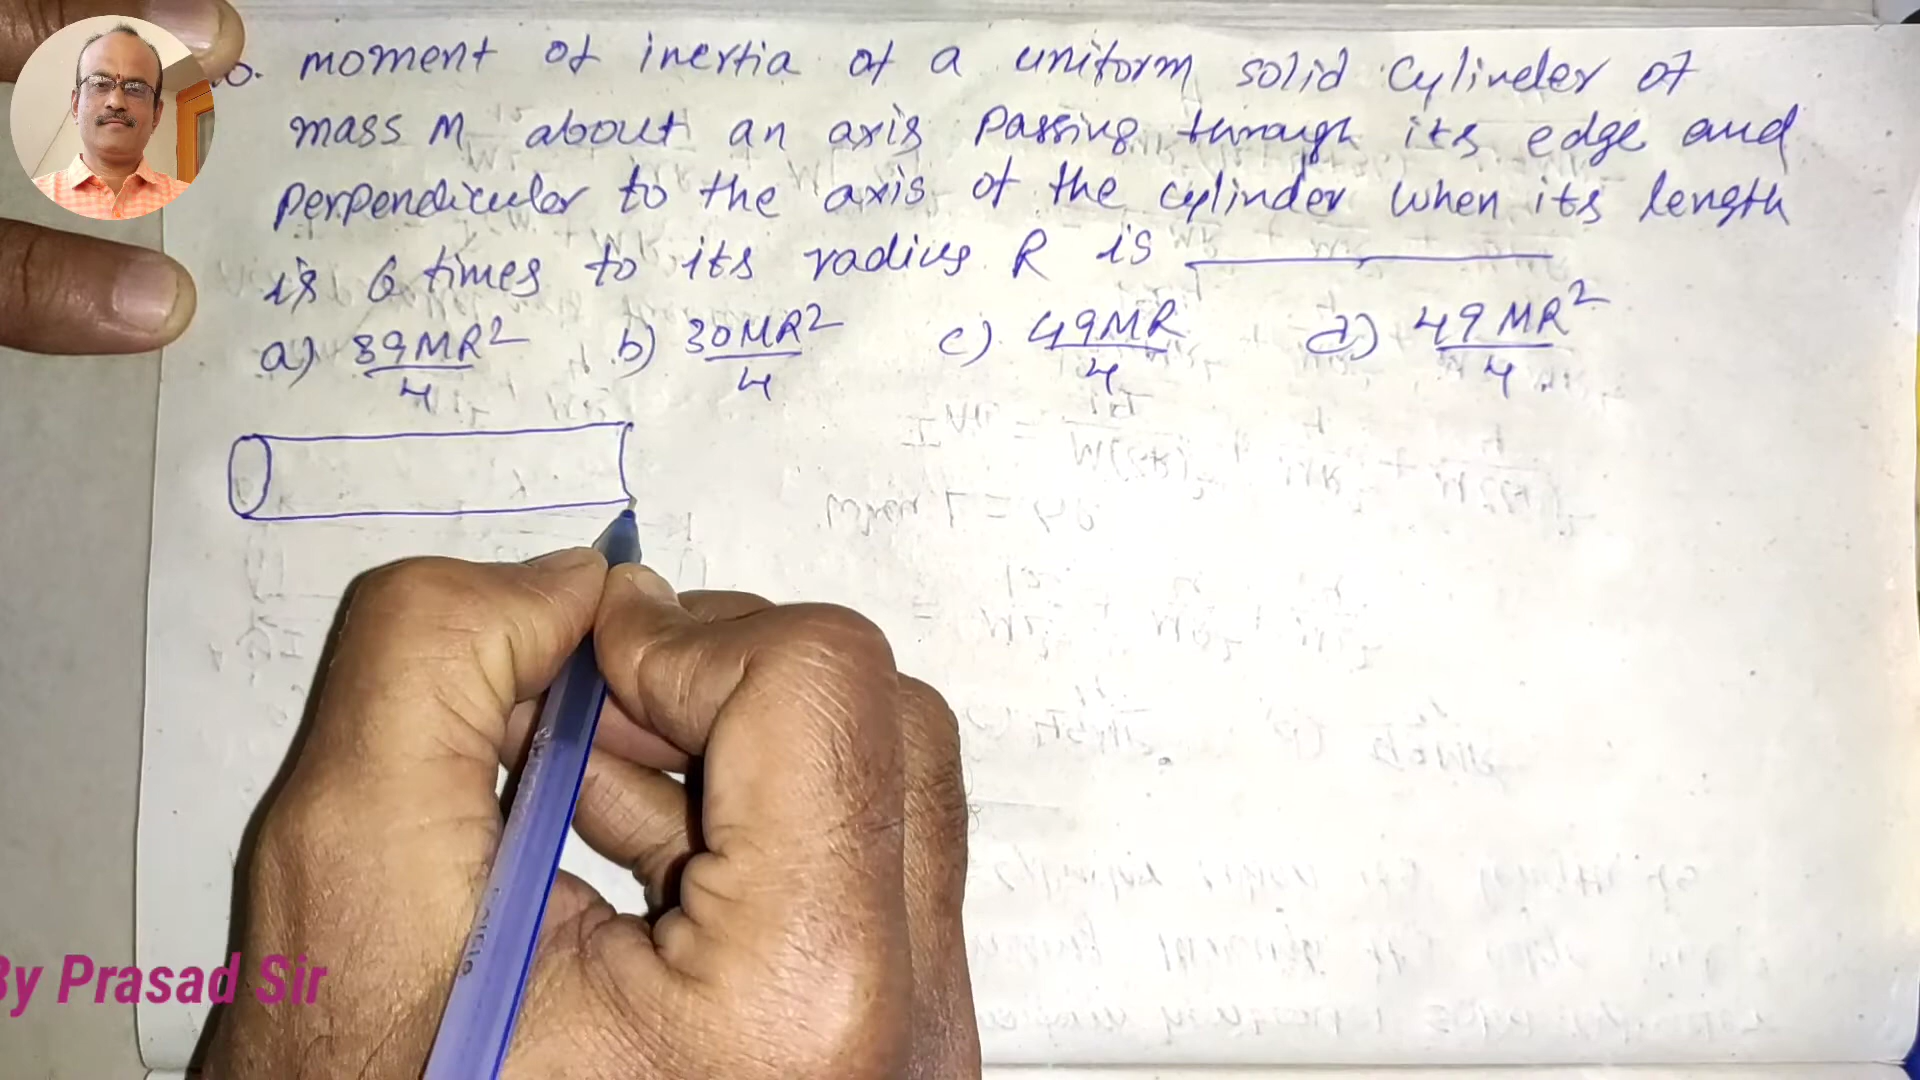 moment of inertia of a uniform solid cylinder of
mass M about an axis passing through its edge and
perpendicular to the axis of the cylinder when its length
is 6 times to its radius R is
a) 39MR²/4 b) 30MR²/4 c) 49MR/4 d) 49MR²/4
By Prasad Sir